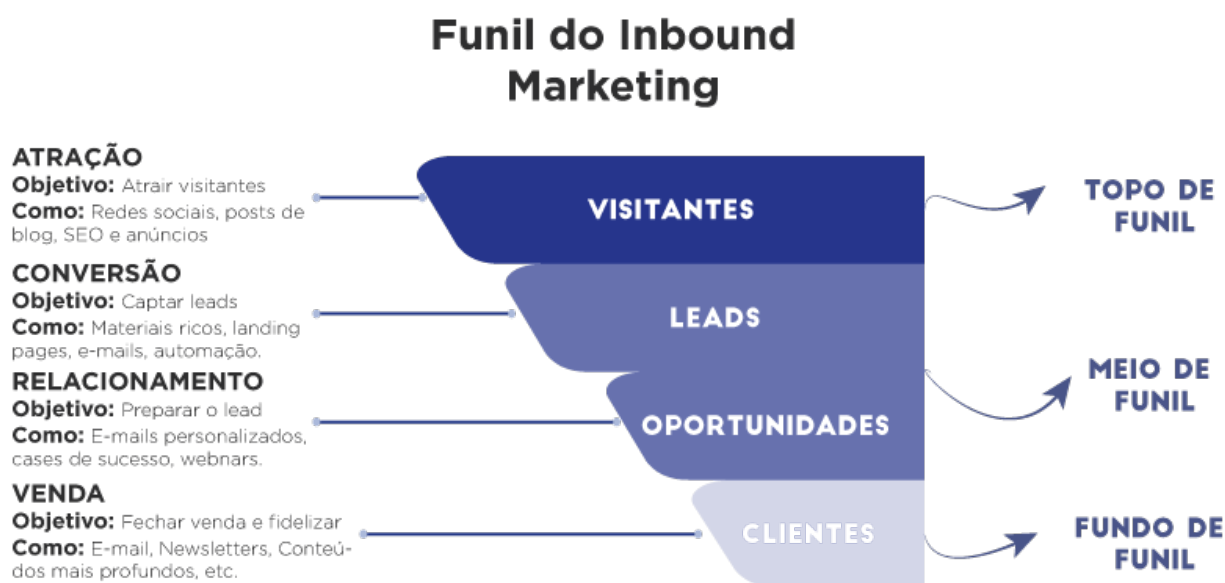 Funil do Inbound
Marketing
ATRAÇÃO
Objetivo: Atrair visitantes
Como: Redes sociais, posts de
blog, SEO e anúncios
VISITANTES
TOPO DE
FUNIL
CONVERSÃO
Objetivo: Captar leads
Como: Materiais ricos, landing
pages, e-mails, automação.
LEADS
MEIO DE
FUNIL
RELACIONAMENTO
Objetivo: Preparar o lead
Como: E-mails personalizados,
cases de sucesso, webnars.
OPORTUNIDADES
VENDA
Objetivo: Fechar venda e fidelizar
Como: E-mail, Newsletters, Conteú-
dos mais profundos, etc.
CLIENTES
FUNDO DE
FUNIL